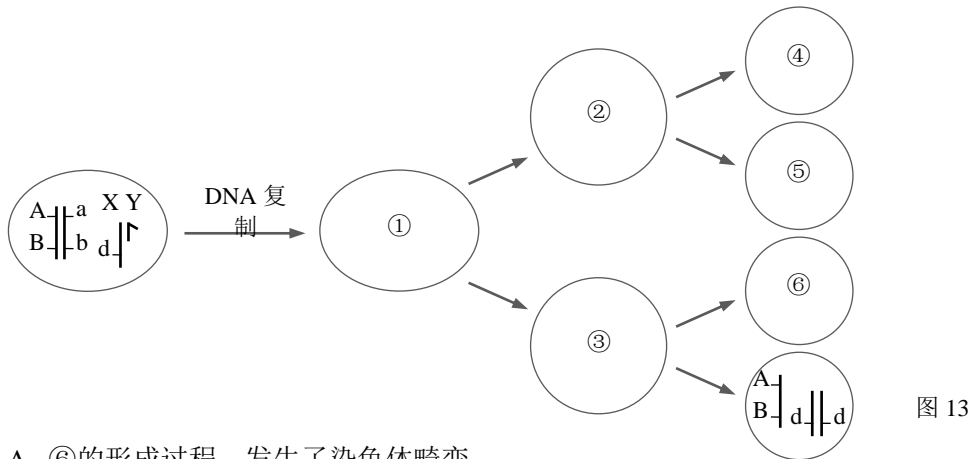 ④
②
⑤
DNA 复
制
A a X Y
B b d
①
⑥
③
A
B d d
图 13
A ⑥的形成过程 发生了染色体畸变